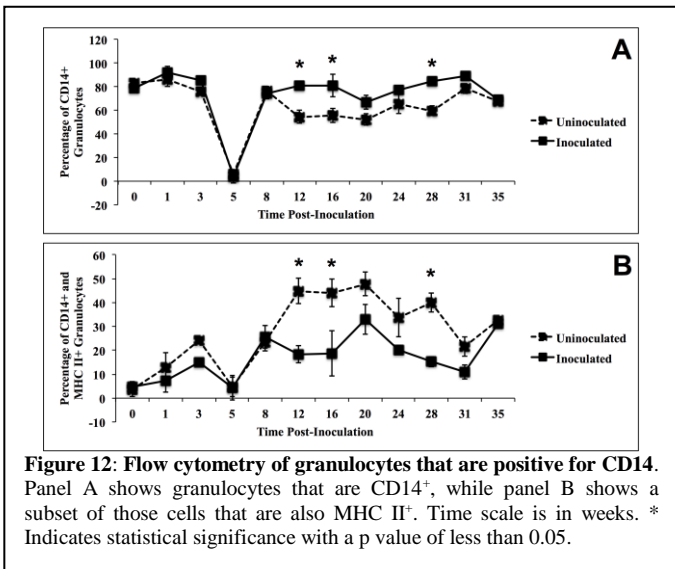 A
Percentage of CD14+
Granulocytes
120
100
80
60
40
20
0
-20
* * *
Uninoculated
Inoculated
0 1 3 5 8 12 16 20 24 28 31 35
Time Post-Inoculation
B
Percentage of CD14+ and
MHC II+ Granulocytes
60
50
40
30
20
10
0
-10
* * *
Uninoculated
Inoculated
0 1 3 5 8 12 16 20 24 28 31 35
Time Post-Inoculation
Figure 12: Flow cytometry of granulocytes that are positive for CD14.
Panel A shows granulocytes that are CD14⁺, while panel B shows a
subset of those cells that are also MHC II⁺. Time scale is in weeks. *
Indicates statistical significance with a p value of less than 0.05.